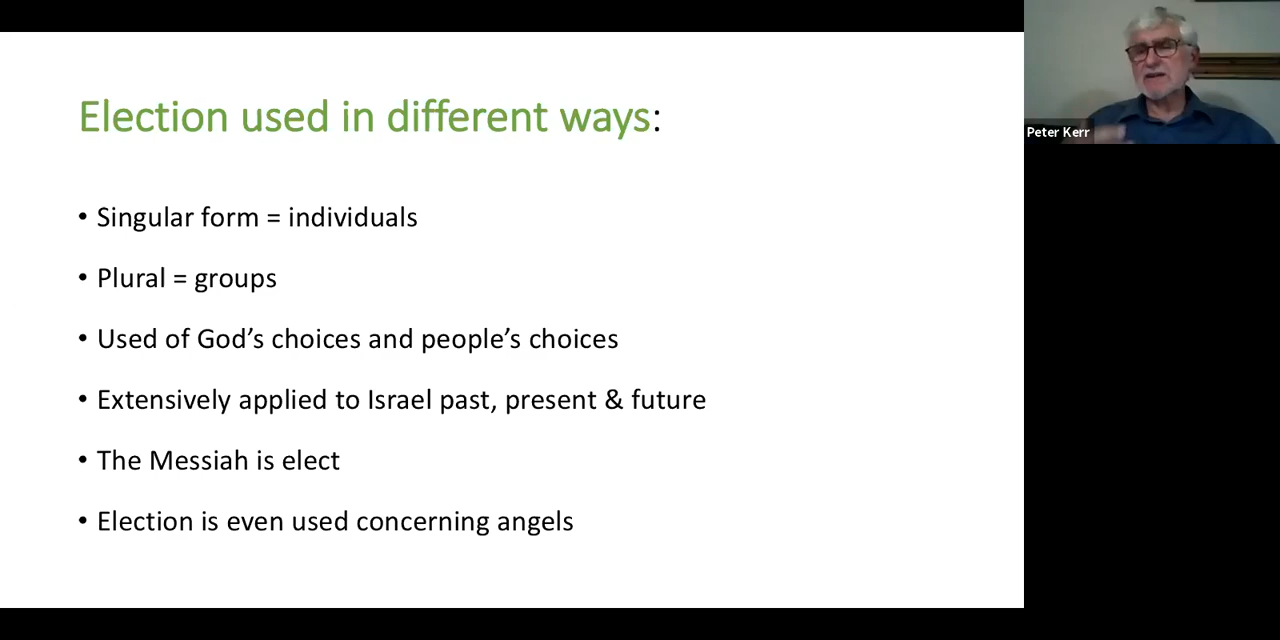 Election used in different ways:
• Singular form = individuals
• Plural = groups
• Used of God’s choices and people’s choices
• Extensively applied to Israel past, present & future
• The Messiah is elect
• Election is even used concerning angels
Peter Kerr